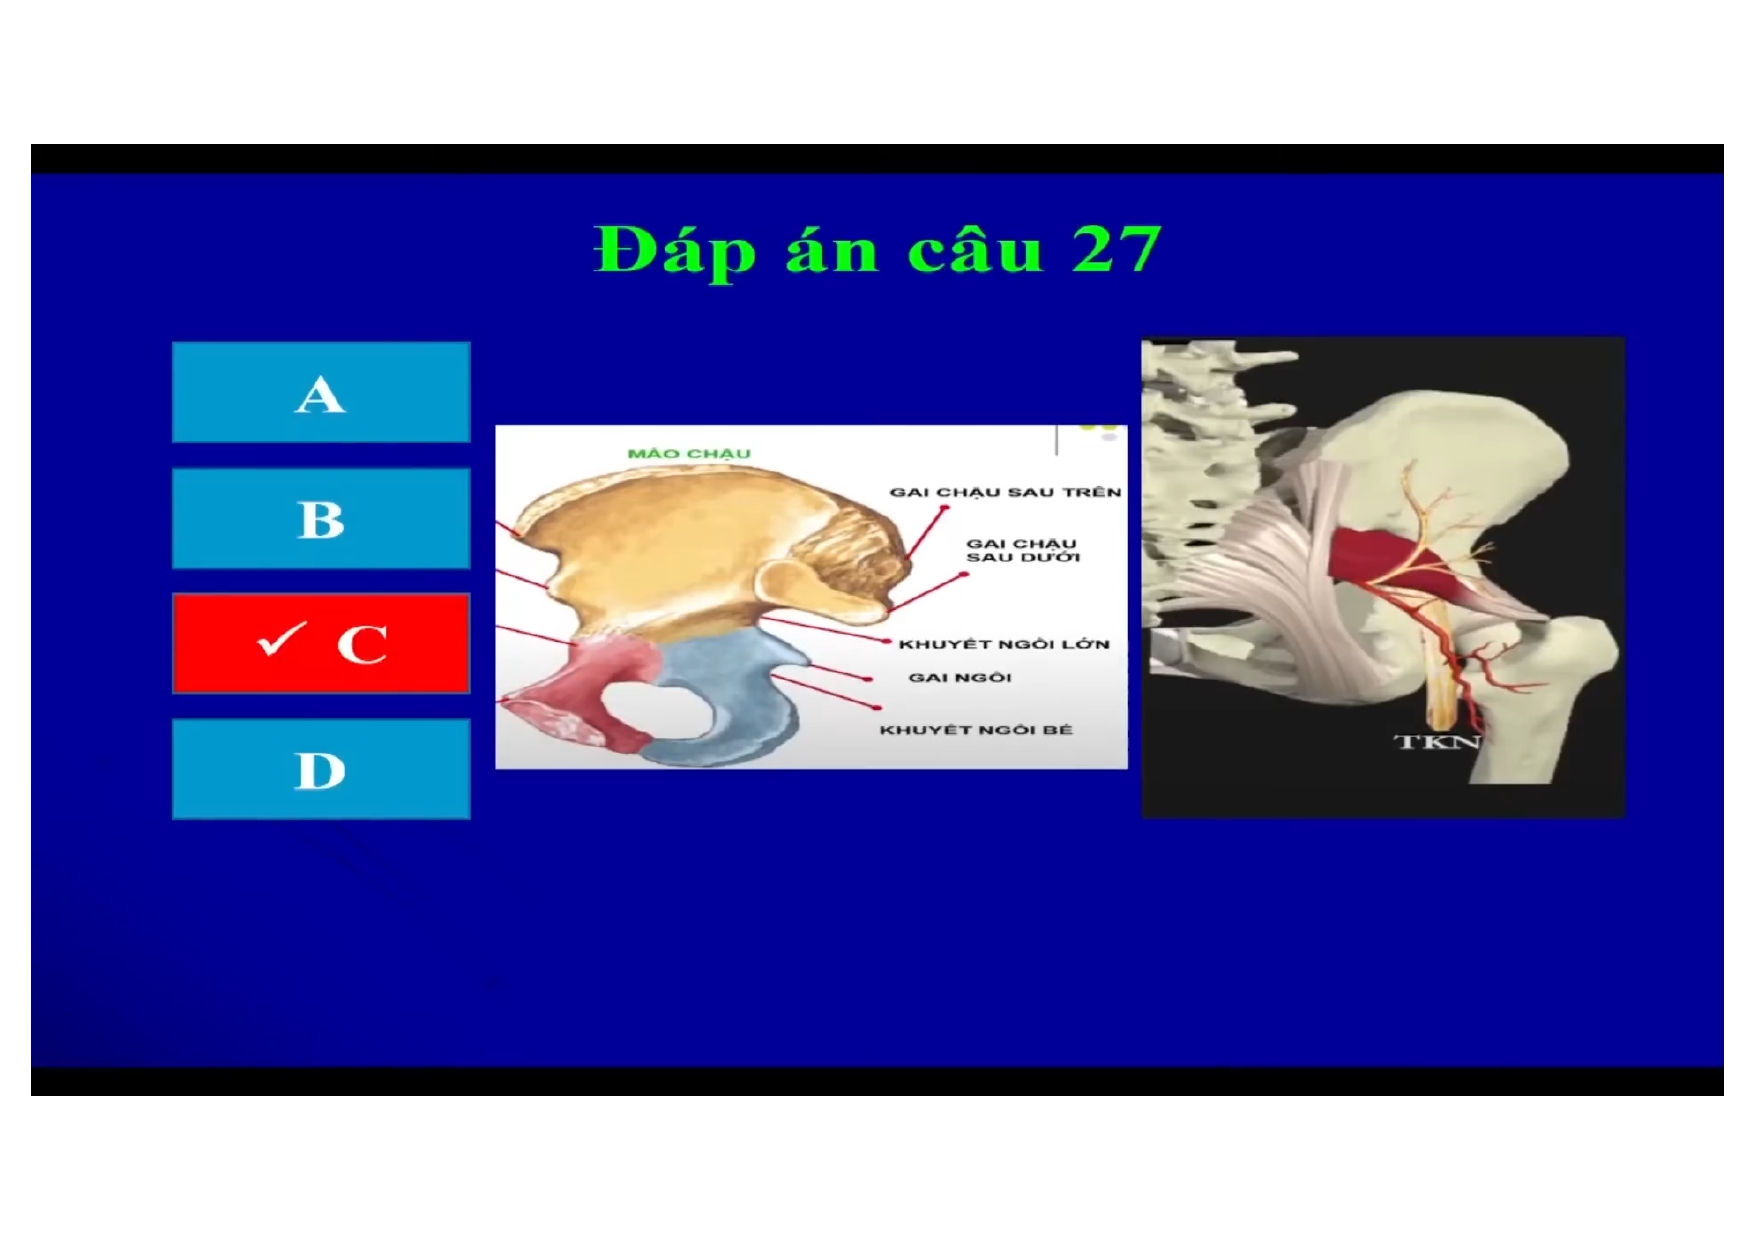 Đáp án câu 27
A
B
✓ C
D
MÀO CHẬU
GAI CHẬU SAU TRÊN
GAI CHẬU
SAU DƯỚI
KHUYẾT NGỒI LỚN
GAI NGỒI
KHUYẾT NGỒI BÉ
TKN